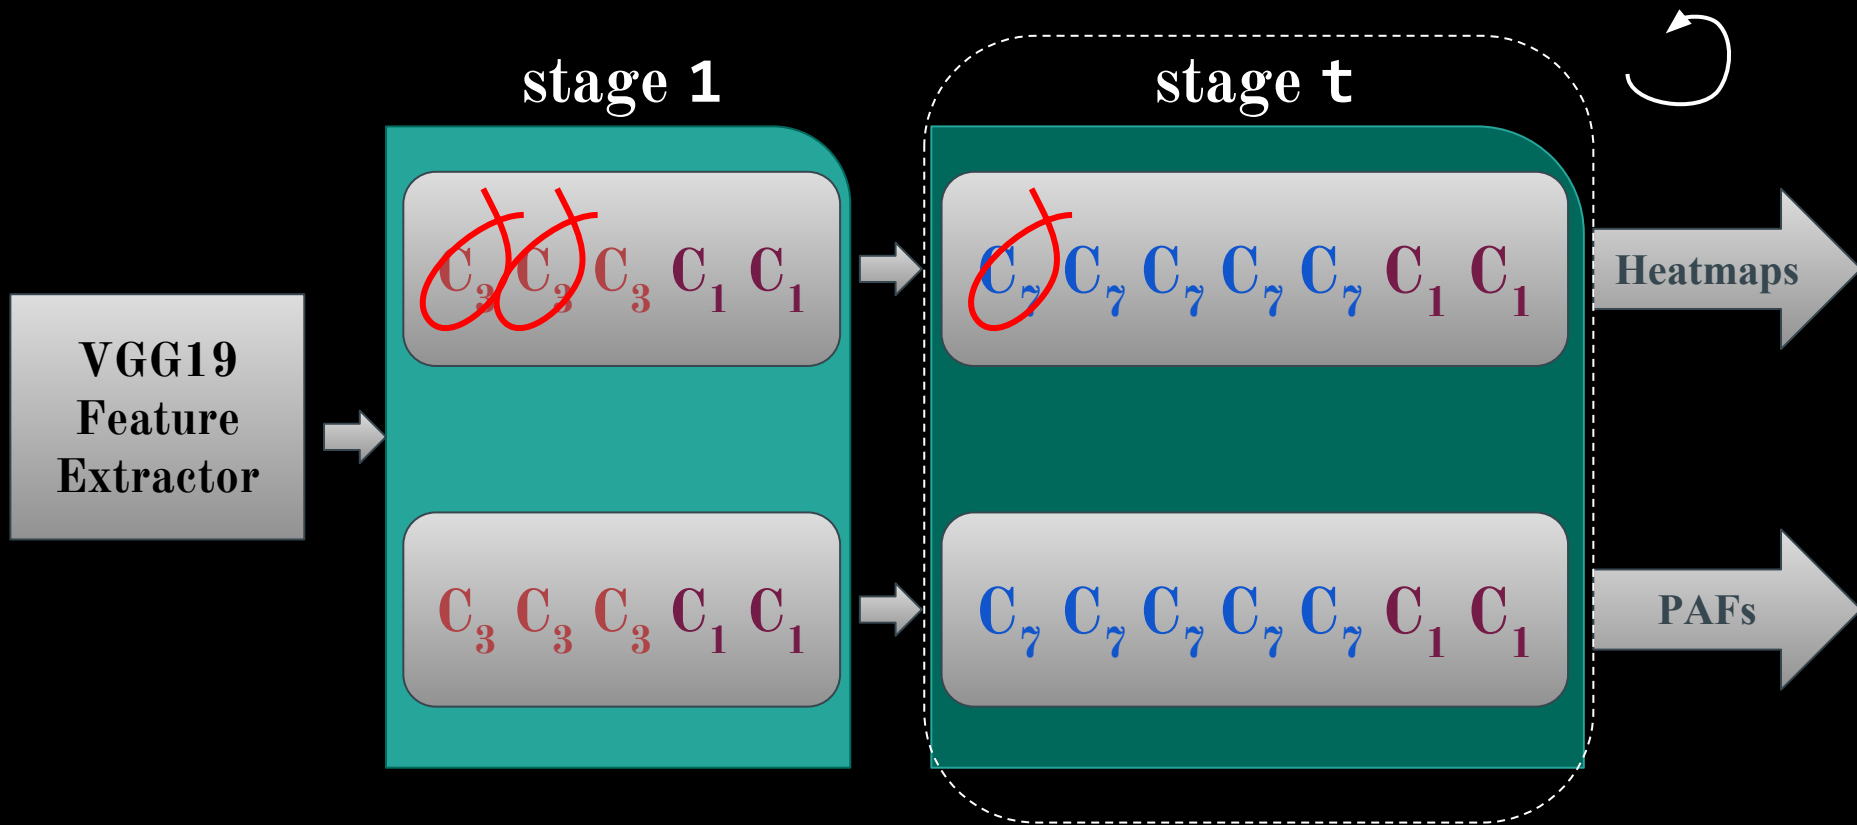 stage 1
stage t
C₃ C₃ C₃ C₁ C₁
C₇ C₇ C₇ C₇ C₇ C₁ C₁
Heatmaps
VGG19
Feature
Extractor
C₃ C₃ C₃ C₁ C₁
C₇ C₇ C₇ C₇ C₇ C₁ C₁
PAFs